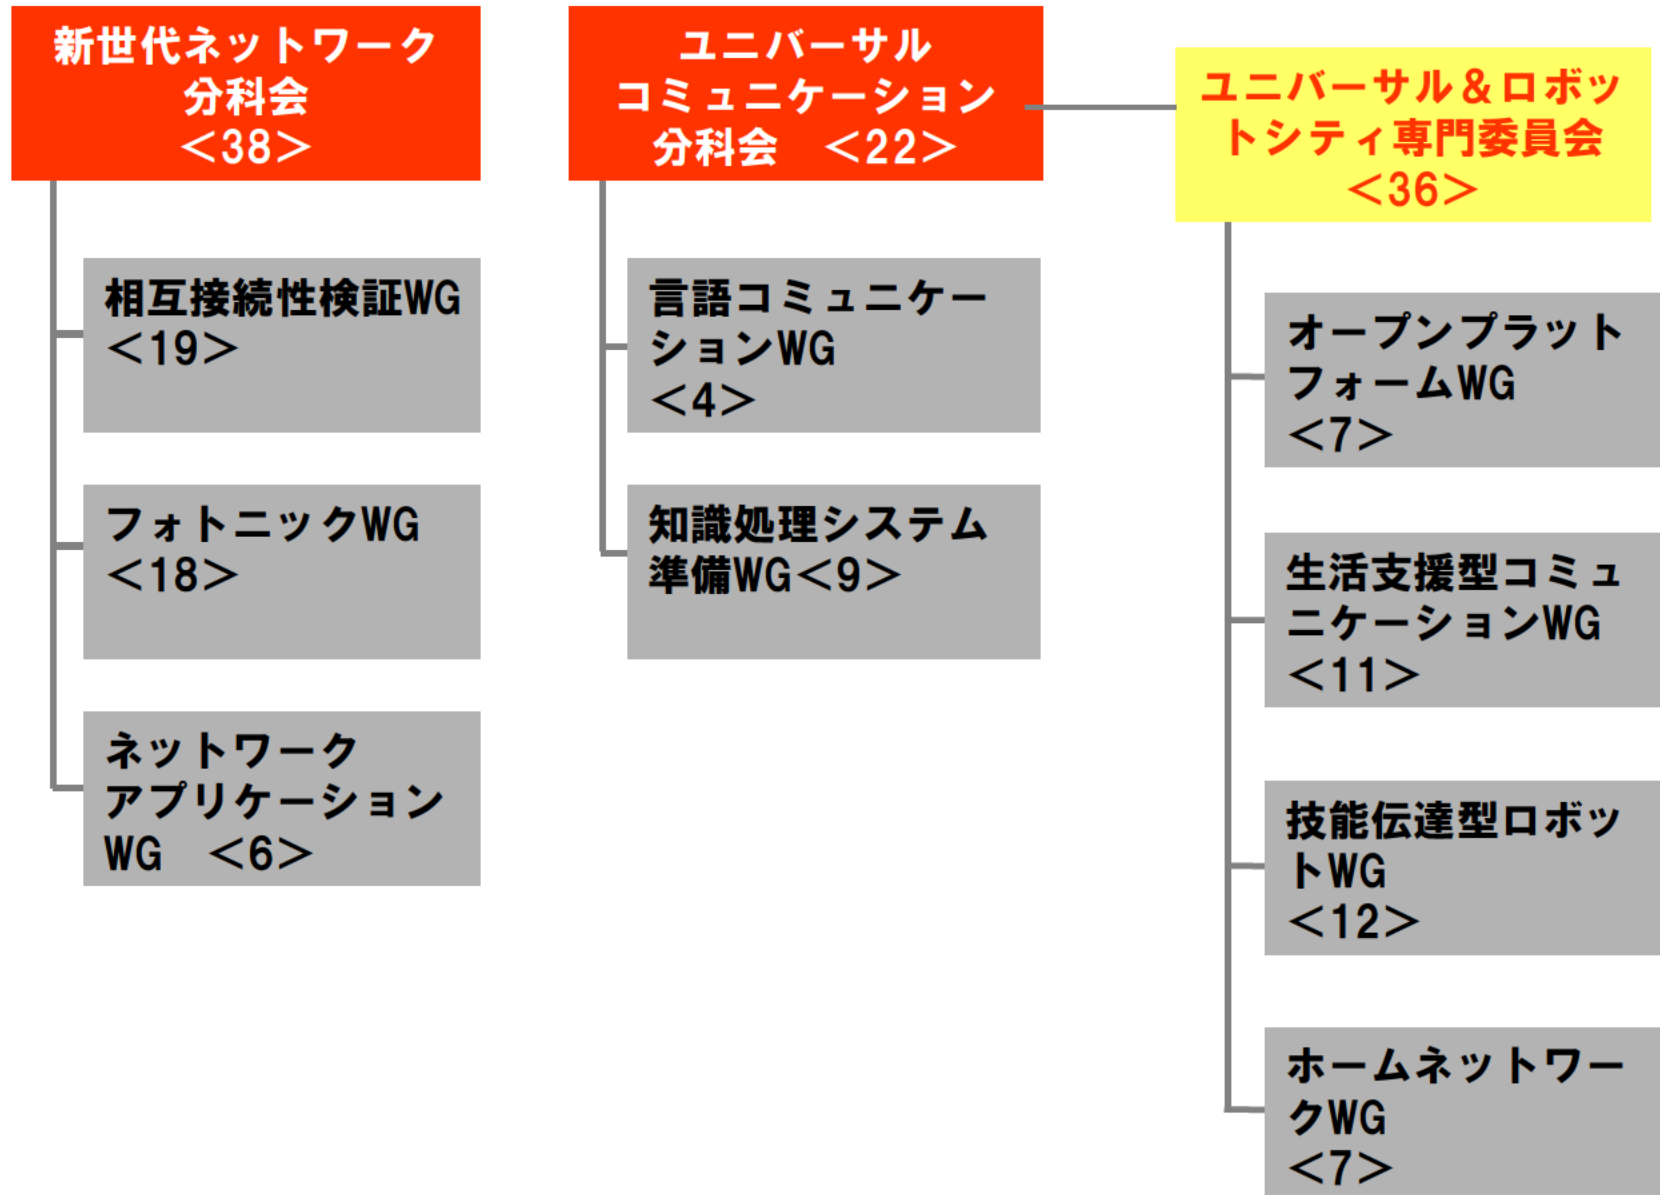 新世代ネットワーク
分科会
＜38＞
相互接続性検証WG
＜19＞
フォトニックWG
＜18＞
ネットワーク
アプリケーション
WG　＜6＞
ユニバーサル
コミュニケーション
分科会　＜22＞
言語コミュニケー
ションWG
＜4＞
知識処理システム
準備WG＜9＞
ユニバーサル＆ロボッ
トシティ専門委員会
＜36＞
オープンプラット
フォームWG
＜7＞
生活支援型コミュ
ニケーションWG
＜11＞
技能伝達型ロボッ
トWG
＜12＞
ホームネットワー
クWG
＜7＞